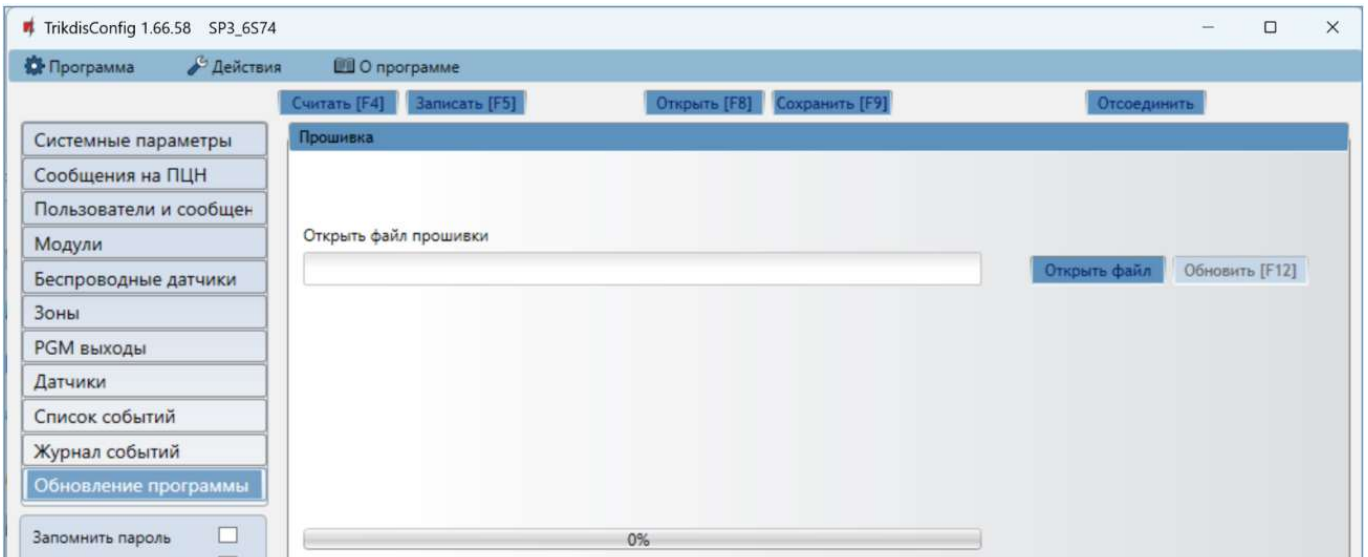 TrikdisConfig 1.66.58 SP3_6S74
Программа Действия О программе
Считать [F4] Записать [F5] Открыть [F8] Сохранить [F9] Отсоединить
Системные параметры
Сообщения на ПЦН
Пользователи и сообщен
Модули
Беспроводные датчики
Зоны
PGM выходы
Датчики
Список событий
Журнал событий
Обновление программы
Запомнить пароль
Прошивка
Открыть файл прошивки
Открыть файл Обновить [F12]
0%